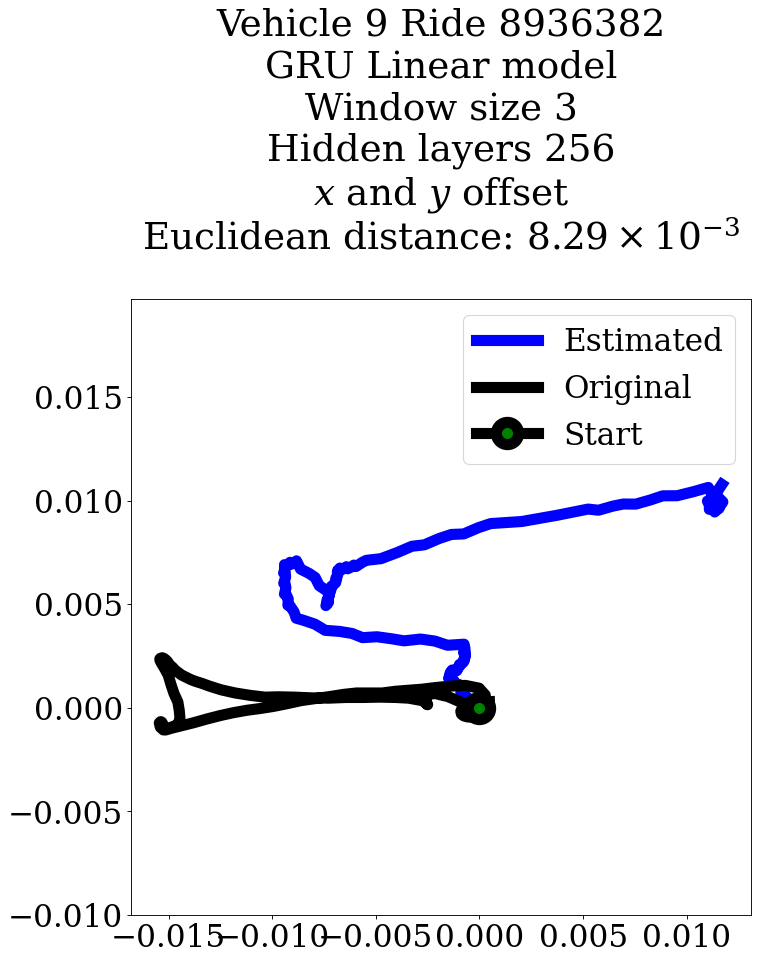 Vehicle 9 Ride 8936382
GRU Linear model
Window size 3
Hidden layers 256
x and y offset
Euclidean distance: 8.29 × 10⁻³
Estimated
Original
Start
0.015
0.010
0.005
0.000
−0.005
−0.010
−0.015 −0.010 −0.005 0.000 0.005 0.010